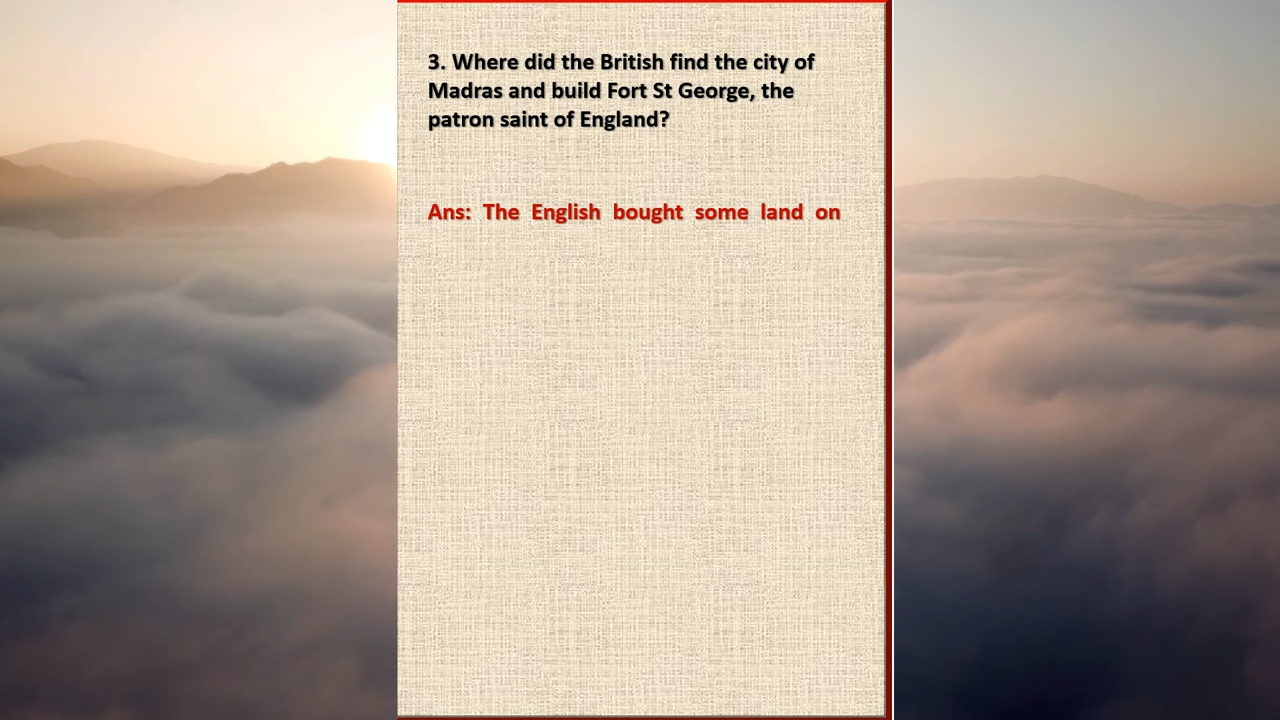 3. Where did the British find the city of
Madras and build Fort St George, the
patron saint of England?
Ans: The English bought some land on